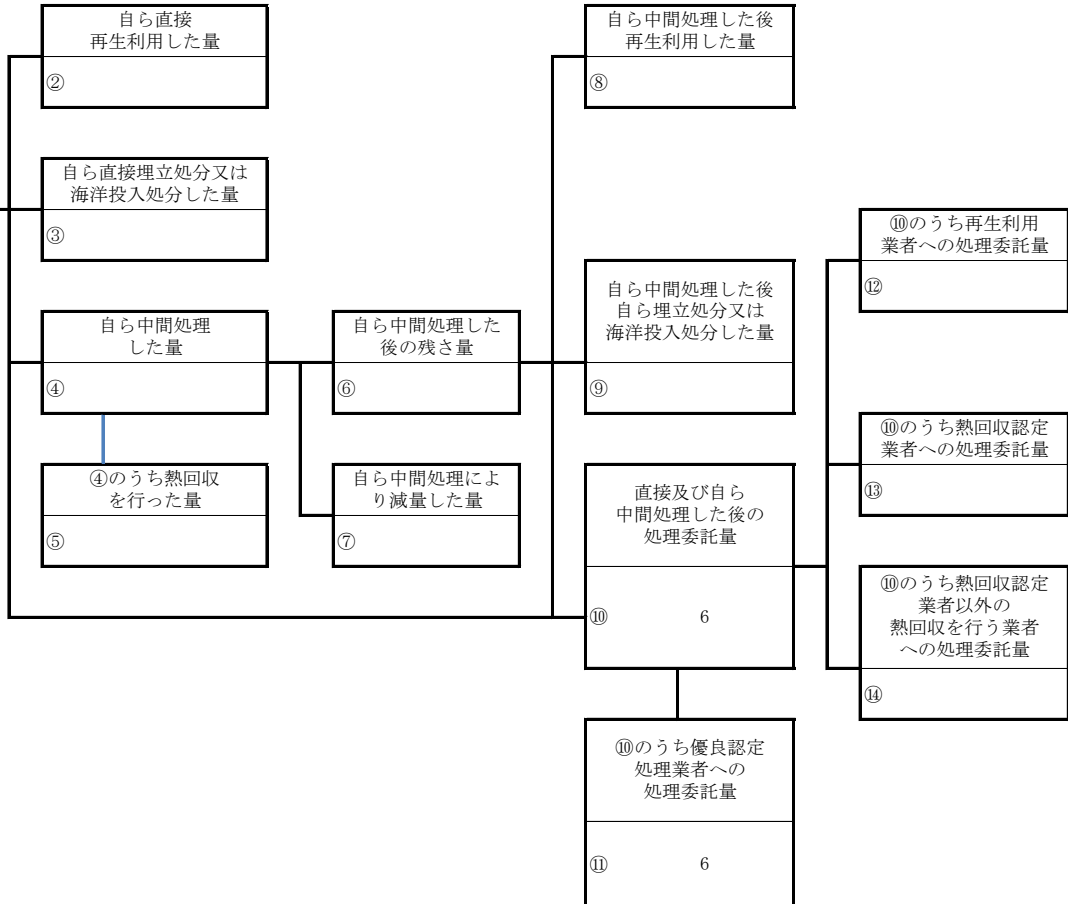 自ら直接
再生利用した量
②
自ら中間処理した後
再生利用した量
⑧
自ら直接埋立処分又は
海洋投入処分した量
③
⑩のうち再生利用
業者への処理委託量
⑫
自ら中間処理した後
自ら埋立処分又は
海洋投入処分した量
⑨
自ら中間処理
した量
④
自ら中間処理した
後の残さ量
⑥
⑩のうち熱回収認定
業者への処理委託量
⑬
④のうち熱回収
を行った量
⑤
自ら中間処理によ
り減量した量
⑦
直接及び自ら
中間処理した後の
処理委託量
⑩ 6
⑩のうち熱回収認定
業者以外の
熱回収を行う業者
への処理委託量
⑭
⑩のうち優良認定
処理業者への
処理委託量
⑪ 6